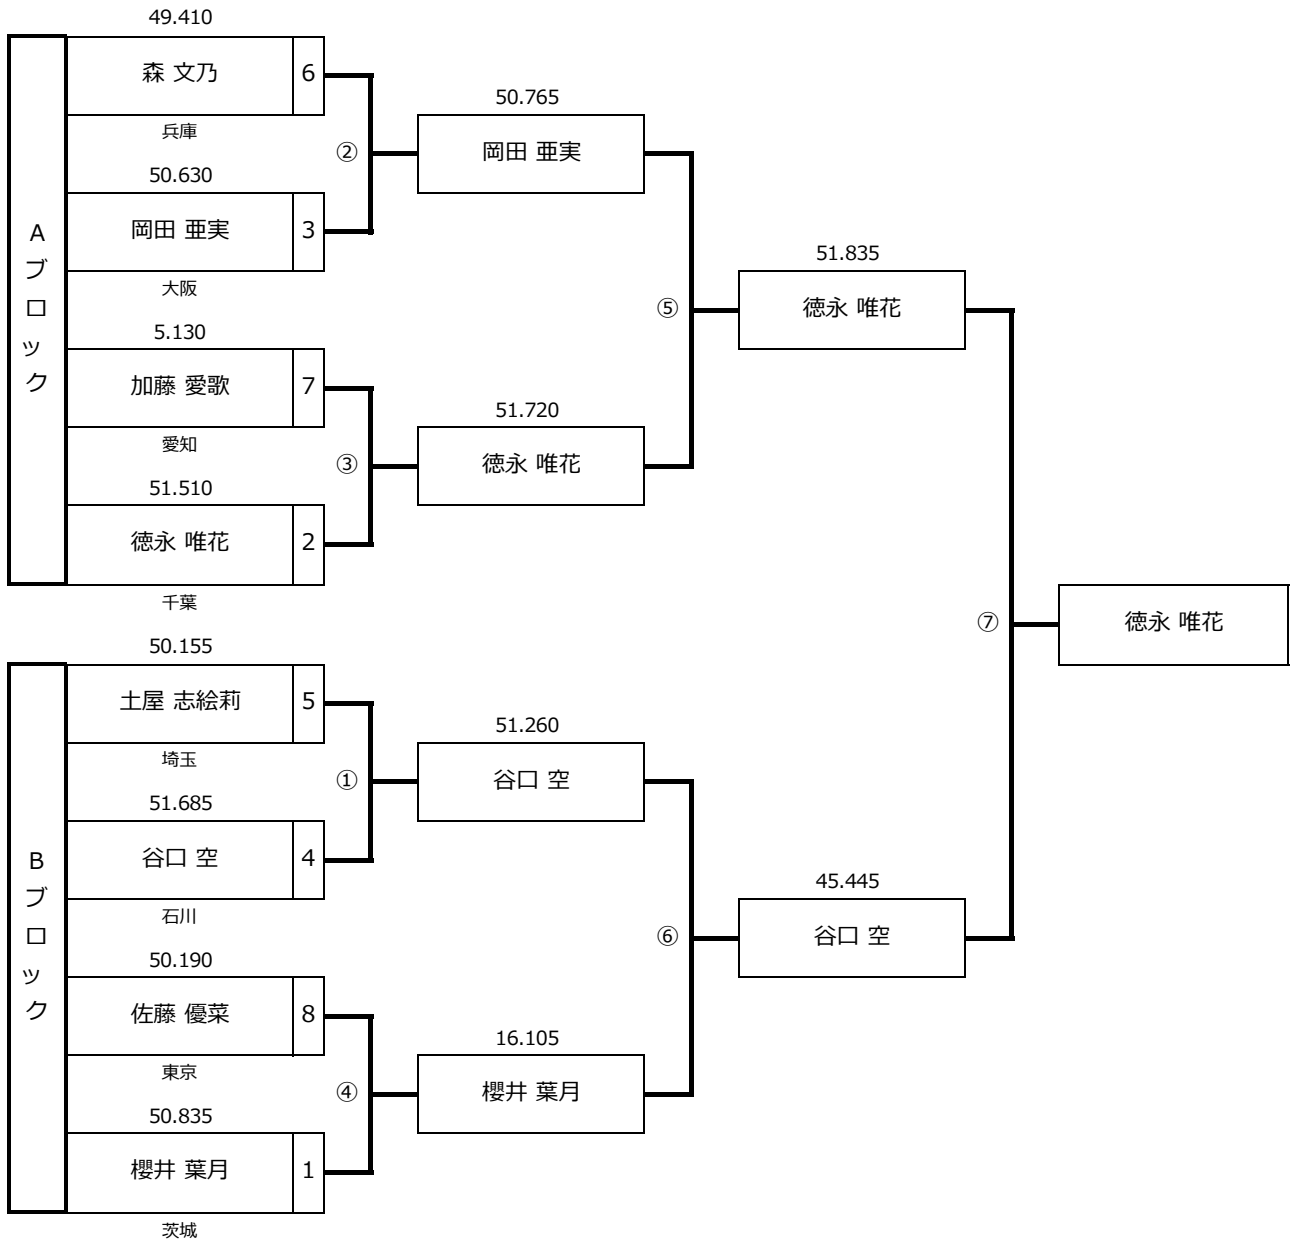 49.410
森 文乃
6
兵庫
②
50.630
岡田 亜実
3
大阪
Aブロック
5.130
加藤 愛歌
7
愛知
③
51.510
徳永 唯花
2
千葉
50.765
岡田 亜実
⑤
51.720
徳永 唯花
51.835
徳永 唯花
⑦
徳永 唯花
50.155
土屋 志絵莉
5
埼玉
①
51.685
谷口 空
4
石川
Bブロック
50.190
佐藤 優菜
8
東京
④
50.835
櫻井 葉月
1
茨城
51.260
谷口 空
⑥
16.105
櫻井 葉月
45.445
谷口 空